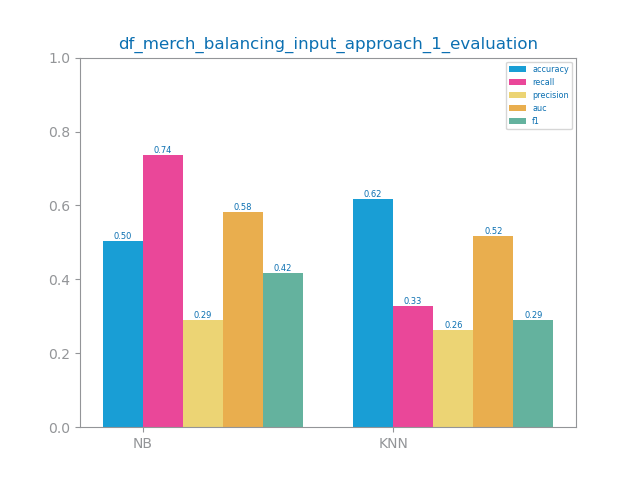 df_merch_balancing_input_approach_1_evaluation
1.0
0.8
0.6
0.4
0.2
0.0
accuracy
recall
precision
auc
f1
0.50
0.74
0.29
0.58
0.42
0.62
0.33
0.26
0.52
0.29
NB
KNN